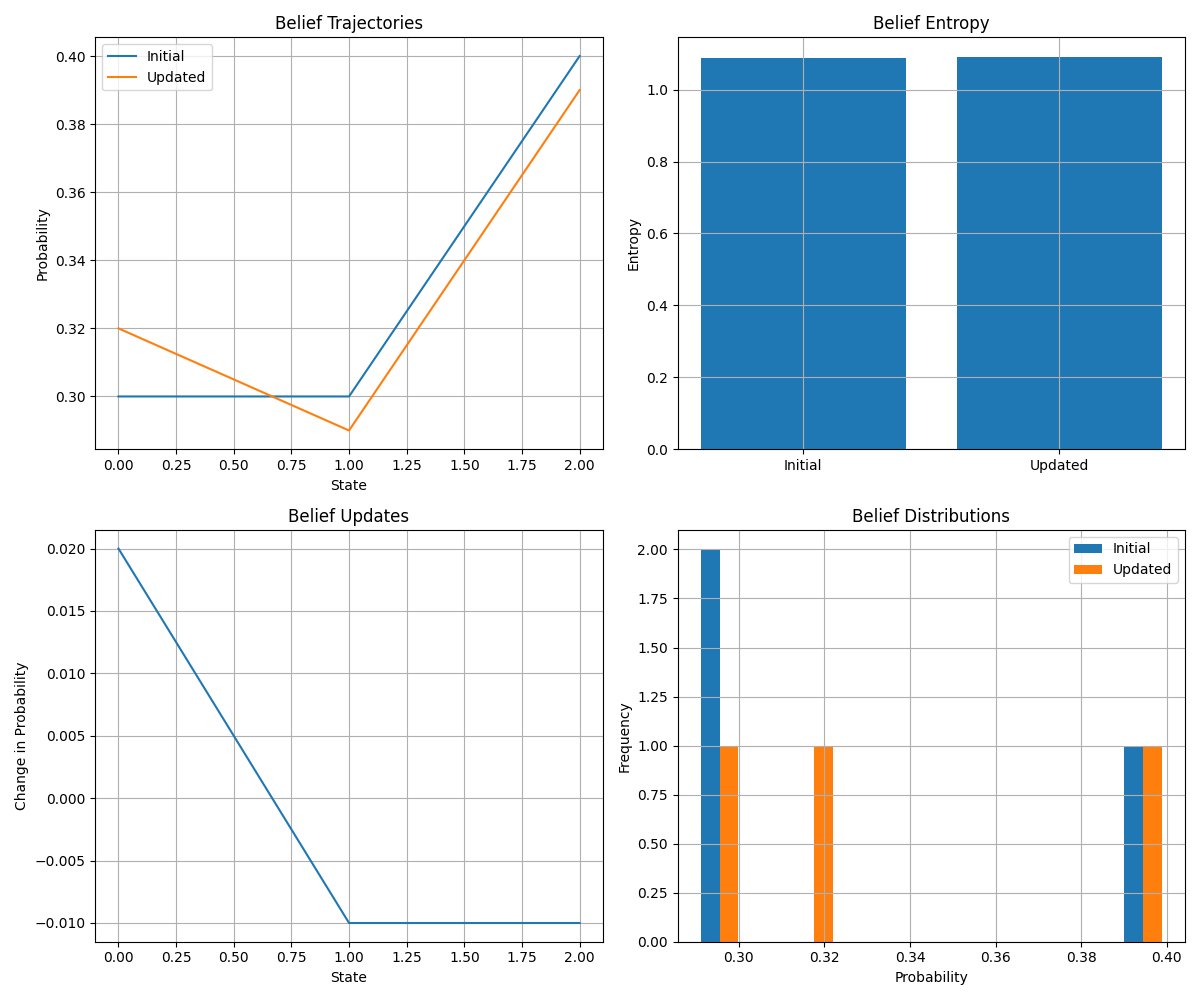 Belief Trajectories
Initial
Updated
0.40
0.38
0.36
0.34
0.32
0.30
Probability
0.00 0.25 0.50 0.75 1.00 1.25 1.50 1.75 2.00
State
Belief Entropy
1.0
0.8
0.6
0.4
0.2
0.0
Entropy
Initial Updated
Belief Updates
0.020
0.015
0.010
0.005
0.000
−0.005
−0.010
Change in Probability
0.00 0.25 0.50 0.75 1.00 1.25 1.50 1.75 2.00
State
Belief Distributions
Initial
Updated
2.00
1.75
1.50
1.25
1.00
0.75
0.50
0.25
0.00
Frequency
0.30 0.32 0.34 0.36 0.38 0.40
Probability